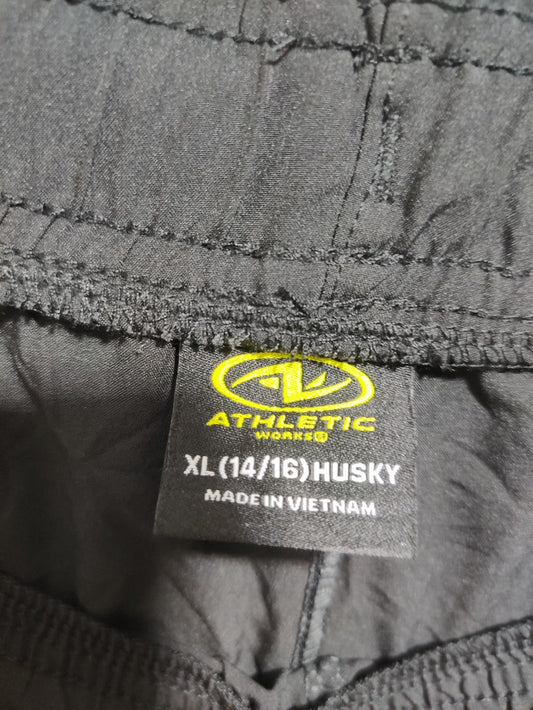 ATHLETIC
WORKS®
XL (14/16) HUSKY
MADE IN VIETNAM